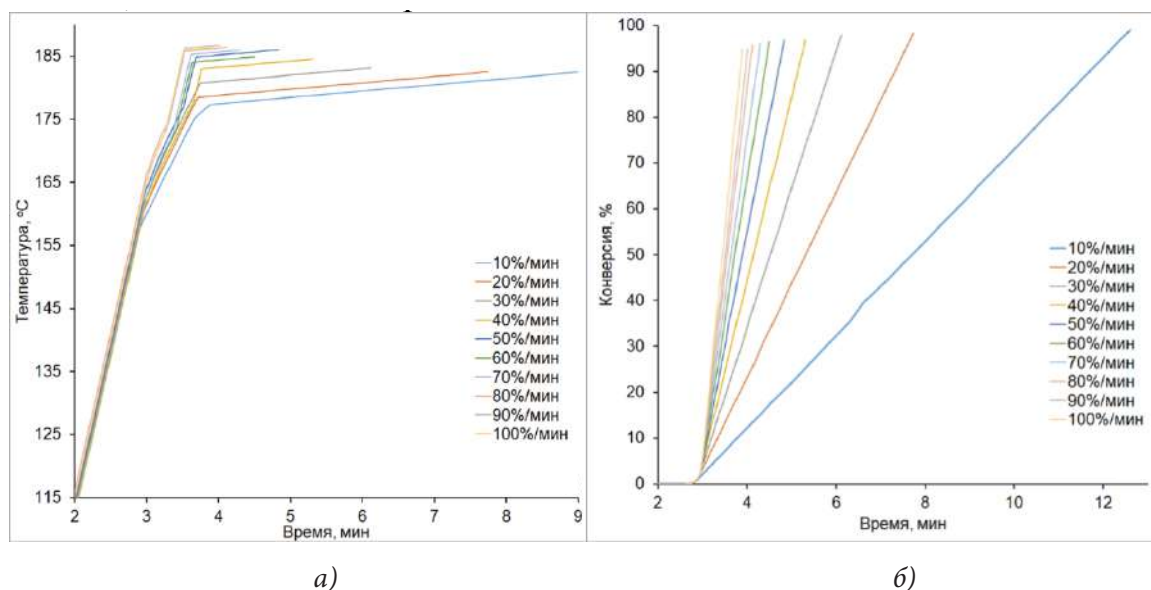 185
175
165
155
145
135
125
115
Температура, ºC
2 3 4 5 6 7 8 9
Время, мин
10%/мин
20%/мин
30%/мин
40%/мин
50%/мин
60%/мин
70%/мин
80%/мин
90%/мин
100%/мин
а)
100
90
80
70
60
50
40
30
20
10
0
Конверсия, %
2 4 6 8 10 12
Время, мин
10%/мин
20%/мин
30%/мин
40%/мин
50%/мин
60%/мин
70%/мин
80%/мин
90%/мин
100%/мин
б)